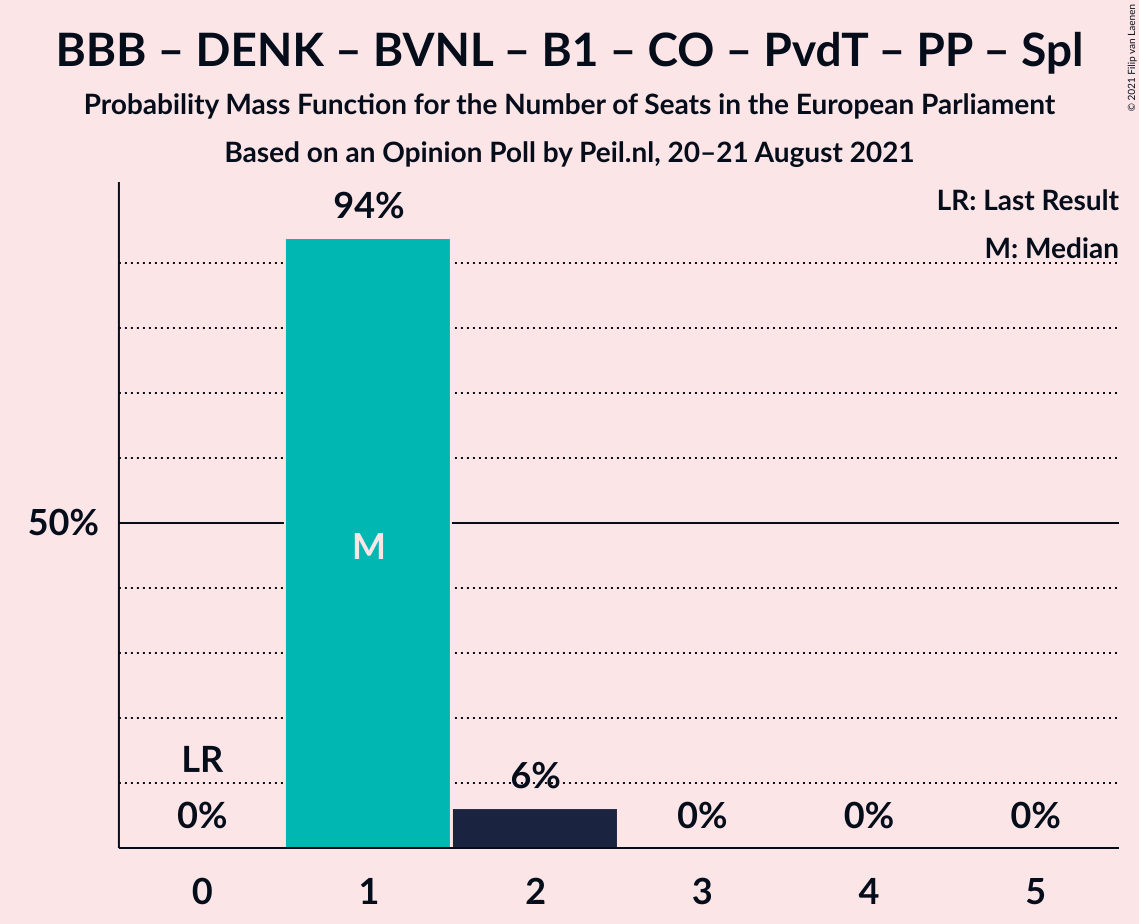 BBB – DENK – BVNL – B1 – CO – PvdT – PP – Spl
Probability Mass Function for the Number of Seats in the European Parliament
Based on an Opinion Poll by Peil.nl, 20–21 August 2021
© 2021 Filip van Laenen
LR: Last Result
M: Median
94%
50%
M
LR
0%
6%
0%
0%
0%
0
1
2
3
4
5